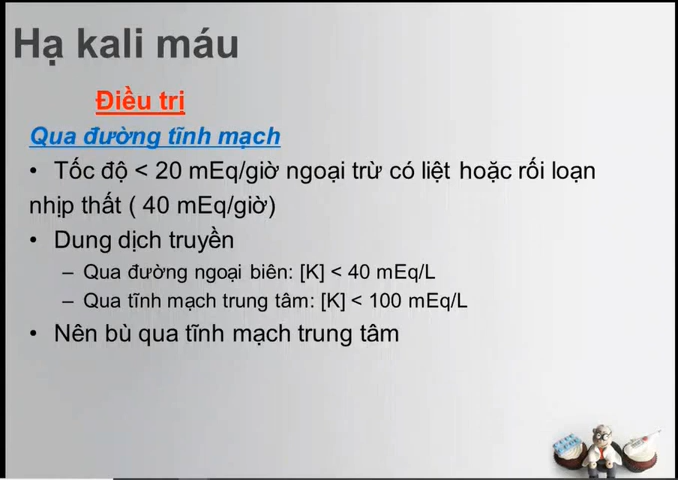 Hạ kali máu
Điều trị
Qua đường tĩnh mạch
• Tốc độ < 20 mEq/giờ ngoại trừ có liệt hoặc rối loạn
nhịp thất ( 40 mEq/giờ)
• Dung dịch truyền
– Qua đường ngoại biên: [K] < 40 mEq/L
– Qua tĩnh mạch trung tâm: [K] < 100 mEq/L
• Nên bù qua tĩnh mạch trung tâm